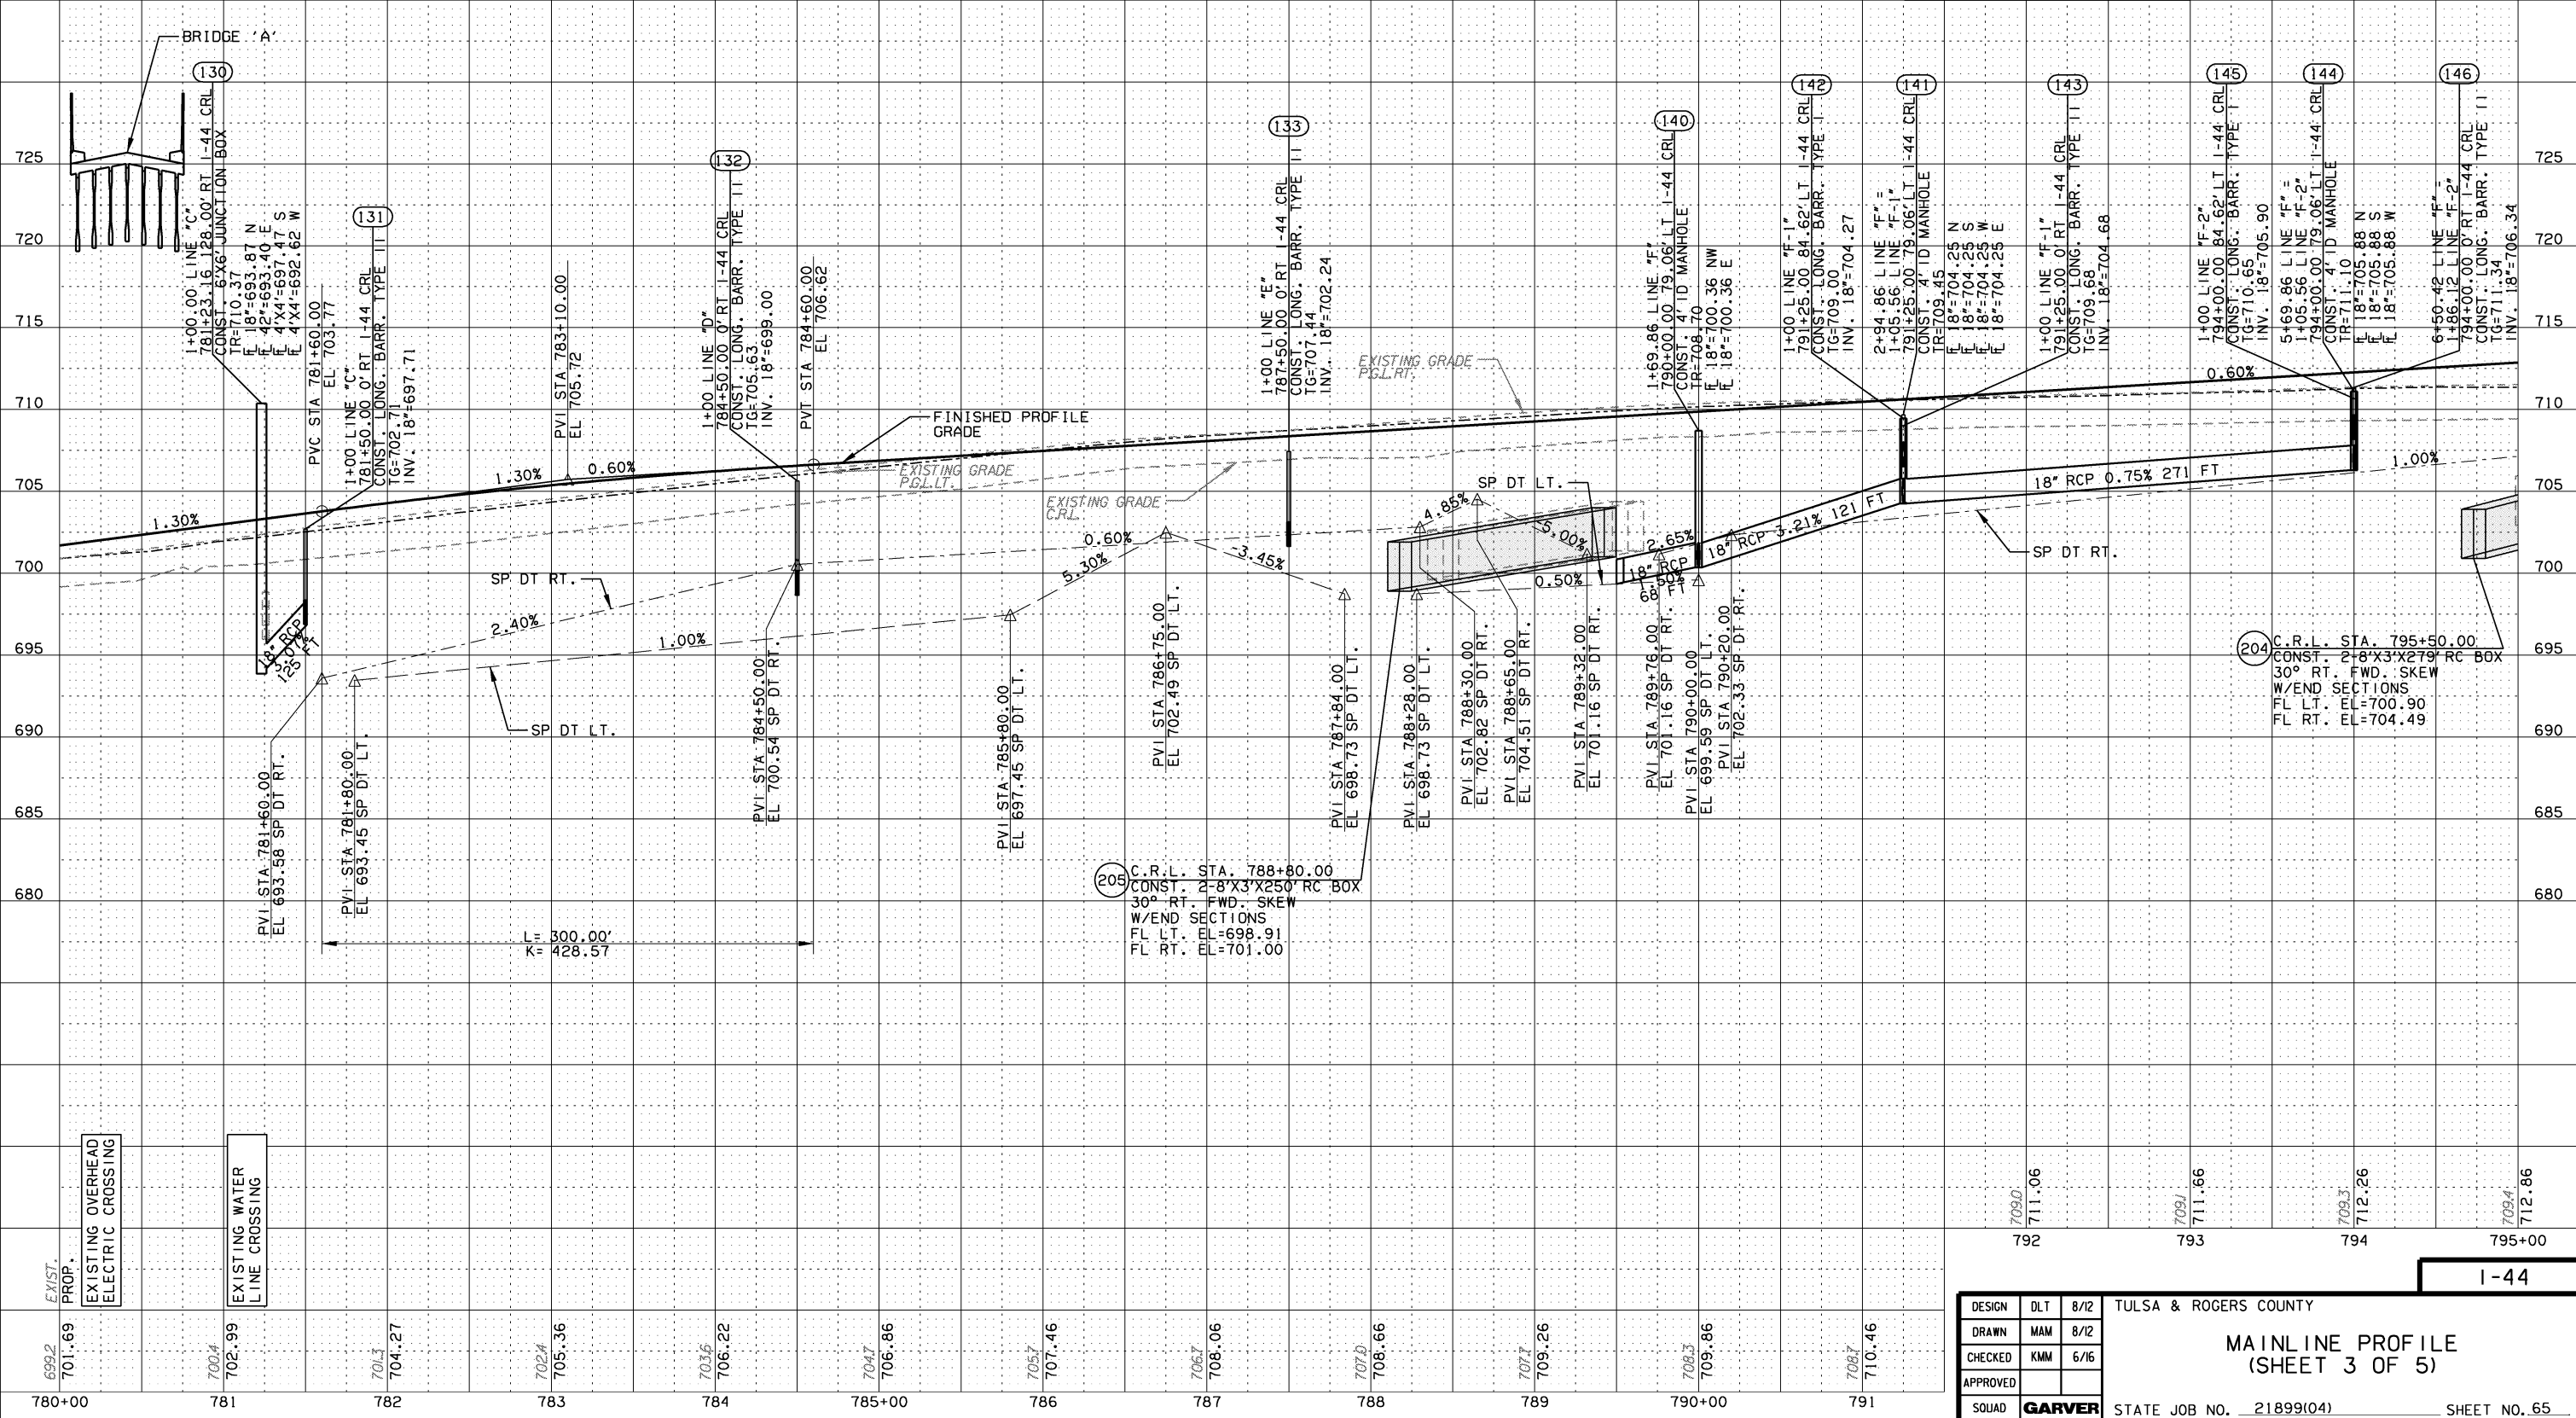 BRIDGE 'A'
130
1+00.00 LINE "C"
781+23.16 128.00' RT I-44 CRL
CONST. 6'X6' JUNCTION BOX
TR=710.37
FL 18"=693.87 N
FL 42"=693.40 E
FL 4'X4'=697.47 S
FL 4'X4'=692.62 W
PVC STA 781+60.00
EL 703.77
131
1+00 LINE "C"
781+50.00 0' RT I-44 CRL
CONST. LONG. BARR. TYPE II
TG=702.71
INV. 18"=697.71
PVI STA 783+10.00
EL 705.72
132
1+00 LINE "D"
784+50.00 0' RT I-44 CRL
CONST. LONG. BARR. TYPE II
TG=705.63
INV. 18"=699.00
PVT STA 784+60.00
EL 706.62
133
1+00 LINE "E"
787+50.00 0' RT I-44 CRL
CONST. LONG. BARR. TYPE II
TG=707.44
INV. 18"=702.24
140
1+69.86 LINE "F"
790+00.00 79.06' LT I-44 CRL
CONST. 4' ID MANHOLE
TR=708.70
FL 18"=700.36 NW
FL 18"=700.36 E
142
1+00 LINE "F-1"
791+25.00 84.62' LT I-44 CRL
CONST. LONG. BARR. TYPE I
TG=709.00
INV. 18"=704.27
141
2+94.86 LINE "F"=
1+05.56 LINE "F-1"
791+25.00 79.06' LT I-44 CRL
CONST. 4' ID MANHOLE
TR=709.45
FL 18"=704.25 N
FL 18"=704.25 S
FL 18"=704.25 W
FL 18"=704.25 E
143
1+00 LINE "F-1"
791+25.00 0' RT I-44 CRL
CONST. LONG. BARR. TYPE II
TG=709.68
INV. 18"=704.68
145
1+00 LINE "F-2"
794+00.00 84.62' LT I-44 CRL
CONST. LONG. BARR. TYPE I
TG=710.65
INV. 18"=705.90
144
5+69.86 LINE "F"=
1+05.56 LINE "F-2"
794+00.00 79.06' LT I-44 CRL
CONST. 4' ID MANHOLE
TR=711.10
FL 18"=705.88 N
FL 18"=705.88 S
FL 18"=705.88 W
146
6+50.42 LINE "F"=
1+86.12 LINE "F-2"
794+00.00 0' RT I-44 CRL
CONST. LONG. BARR. TYPE II
TG=711.34
INV. 18"=706.34
725 725
720 720
715 715
710 710
705 705
700 700
695 695
690 690
685 685
680 680
EXISTING GRADE
P.G.L.RT.
FINISHED PROFILE
GRADE
EXISTING GRADE
P.G.L.LT.
EXISTING GRADE
C.R.L.
1.30%
1.30%
0.60%
0.60%
SP DT RT.
2.40%
1.00%
SP DT LT.
5.30%
0.60%
-3.45%
4.85%
-5.00%
SP DT LT.
0.50%
2.65%
18" RCP
1.50%
68 FT
18" RCP 3.21% 121 FT
18" RCP 0.75% 271 FT
1.00%
SP DT RT.
18" RCP
3.07%
125 FT
PVI STA 781+60.00
EL 693.58 SP DT RT.
PVI STA 781+80.00
EL 693.45 SP DT LT.
PVI STA 784+50.00
EL 700.54 SP DT RT.
PVI STA 785+80.00
EL 697.45 SP DT LT.
PVI STA 786+75.00
EL 702.49 SP DT LT.
PVI STA 787+84.00
EL 698.73 SP DT LT.
PVI STA 788+28.00
EL 698.73 SP DT LT.
PVI STA 788+30.00
EL 702.82 SP DT RT.
PVI STA 788+65.00
EL 704.51 SP DT RT.
PVI STA 789+32.00
EL 701.16 SP DT RT.
PVI STA 789+76.00
EL 701.16 SP DT RT.
PVI STA 790+00.00
EL 699.59 SP DT LT.
PVI STA 790+20.00
EL 702.33 SP DT RT.
204
C.R.L. STA. 795+50.00
CONST. 2-8'X3'X279' RC BOX
30° RT. FWD. SKEW
W/END SECTIONS
FL LT. EL=700.90
FL RT. EL=704.49
205
C.R.L. STA. 788+80.00
CONST. 2-8'X3'X250' RC BOX
30° RT. FWD. SKEW
W/END SECTIONS
FL LT. EL=698.91
FL RT. EL=701.00
L= 300.00'
K= 428.57
EXISTING OVERHEAD
ELECTRIC CROSSING
EXISTING WATER
LINE CROSSING
EXIST.
PROP.
699.2 701.69
700.4 702.99
701.3 704.27
702.4 705.36
703.6 706.22
704.7 706.86
705.7 707.46
706.7 708.06
707.0 708.66
707.7 709.26
708.3 709.86
708.7 710.46
709.0 711.06
709.1 711.66
709.3 712.26
709.4 712.86
792 793 794 795+00
780+00 781 782 783 784 785+00 786 787 788 789 790+00 791
I-44
DESIGN DLT 8/12
DRAWN MAM 8/12
CHECKED KMM 6/16
APPROVED
SQUAD GARVER
TULSA & ROGERS COUNTY
MAINLINE PROFILE
(SHEET 3 OF 5)
STATE JOB NO. 21899(04) SHEET NO. 65